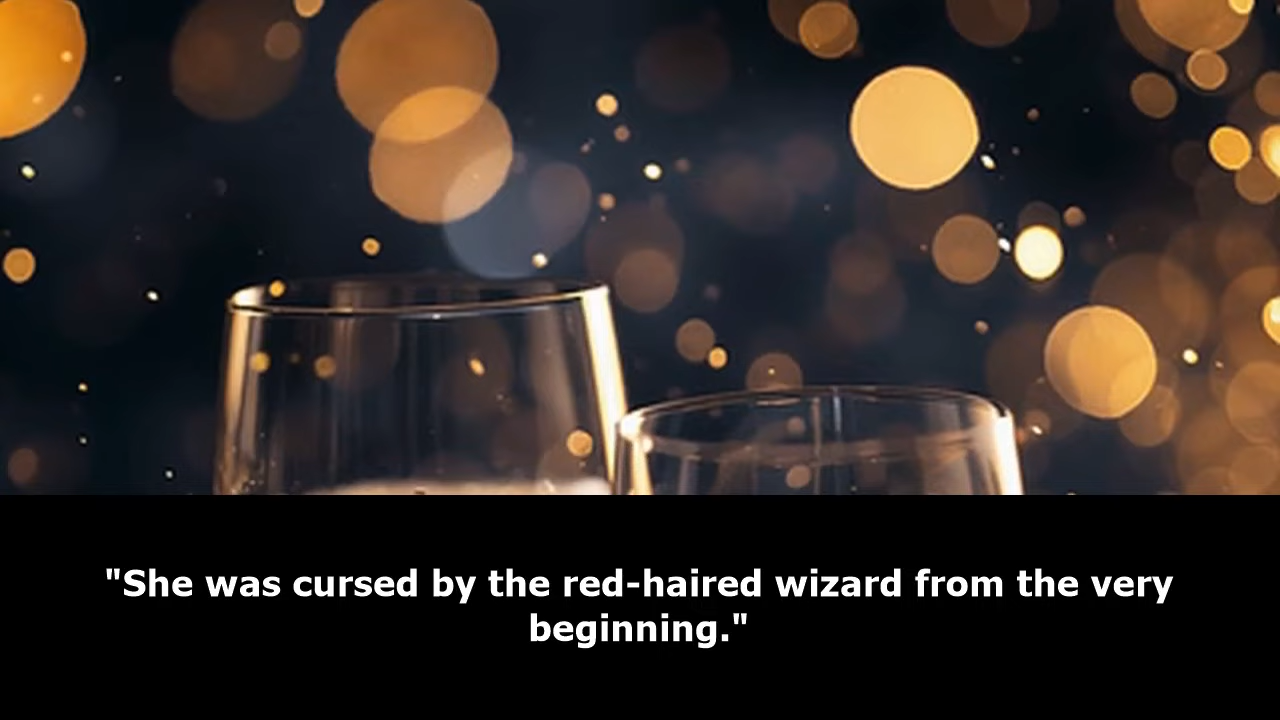 "She was cursed by the red-haired wizard from the very
beginning."